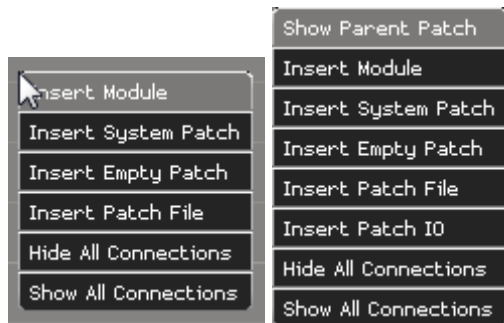 Insert Module
Insert System Patch
Insert Empty Patch
Insert Patch File
Hide All Connections
Show All Connections
Show Parent Patch
Insert Module
Insert System Patch
Insert Empty Patch
Insert Patch File
Insert Patch IO
Hide All Connections
Show All Connections